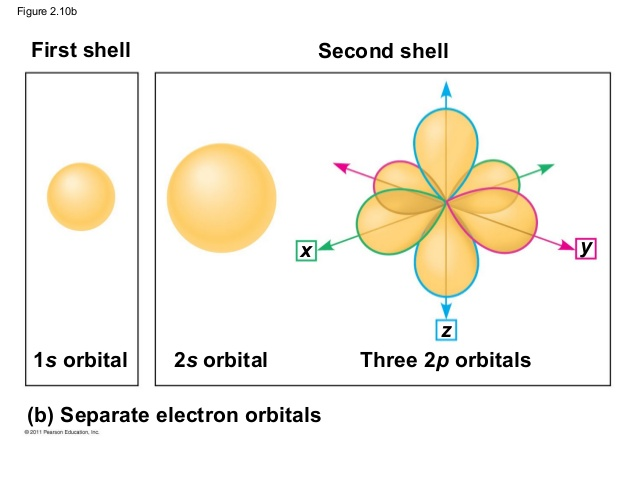 Figure 2.10b
First shell
Second shell
x
y
z
1s orbital
2s orbital
Three 2p orbitals
(b) Separate electron orbitals
© 2011 Pearson Education, Inc.